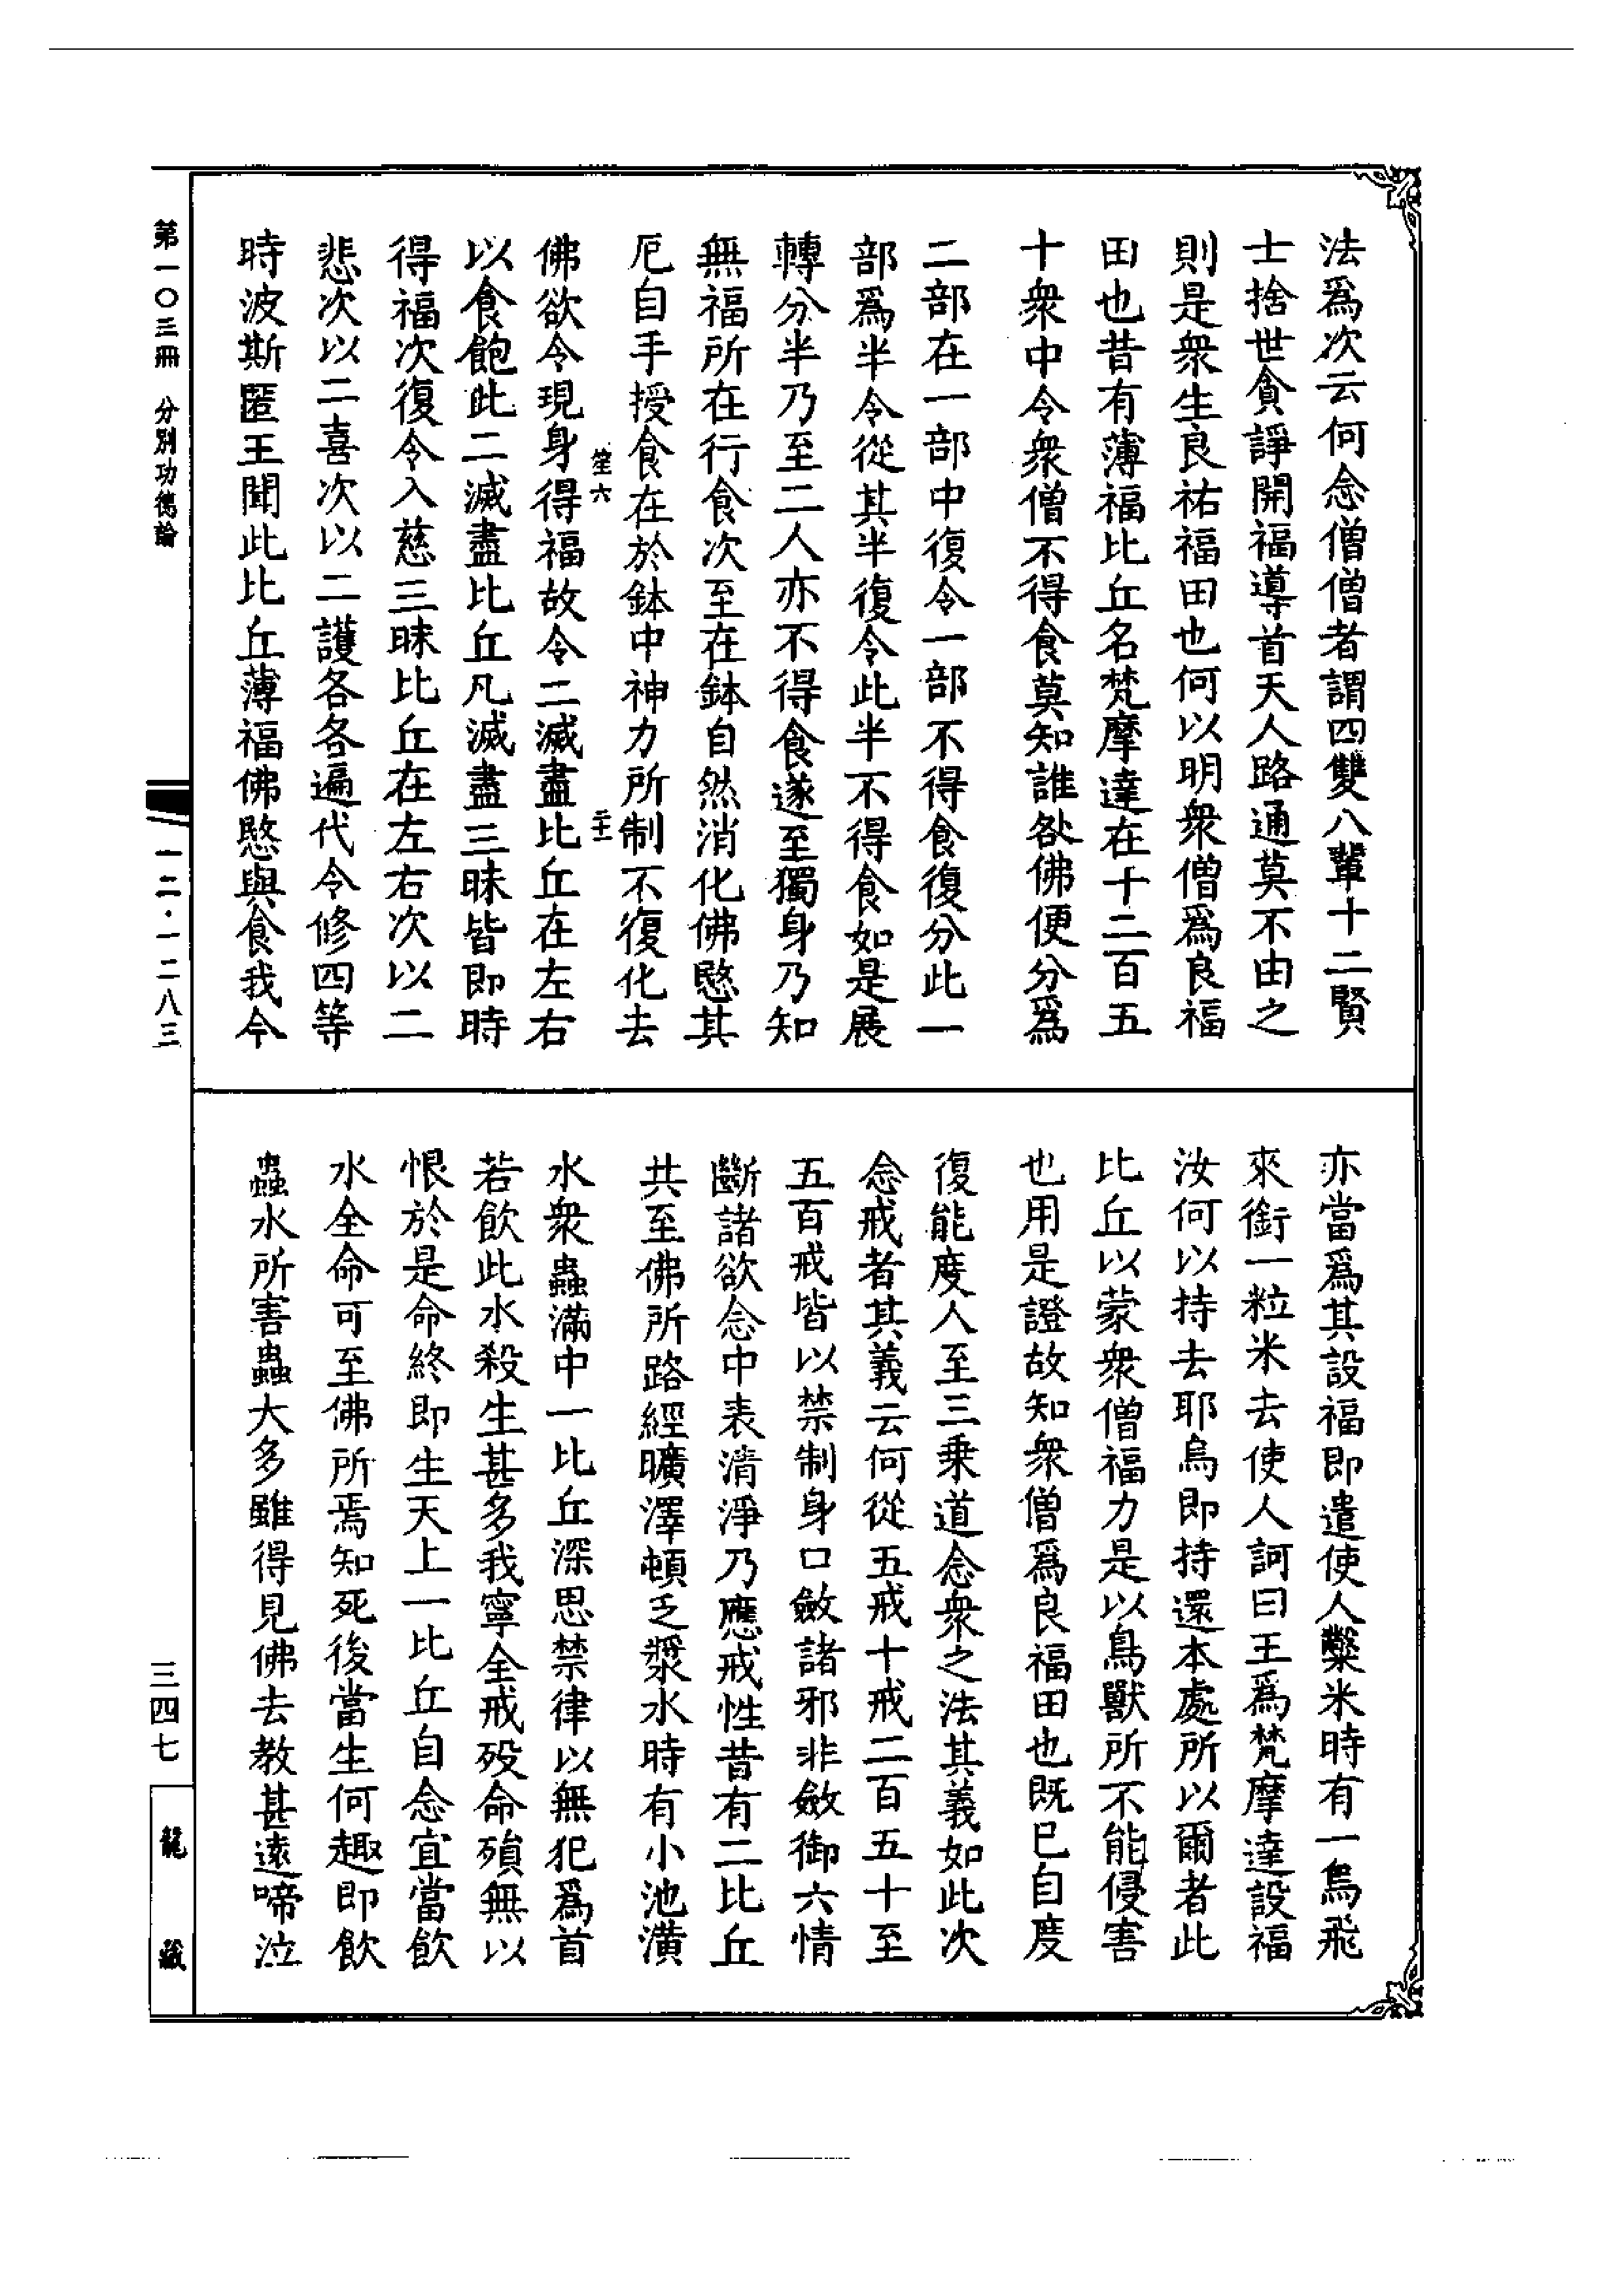 法爲次云何念僧僧者謂四雙八輩十二賢
士捨世貪諍開福導首天人路通莫不由之
則是衆生良祐福田也何以明衆僧爲良福
田也昔有薄福比丘名梵摩達在千二百五
十衆中令衆僧不得食莫知誰咎佛便分爲
二部在一部中復令一部不得食復分此一
部爲半令從其半復令此半不得食如是展
轉分半乃至二人亦不得食遂至獨身乃知
無福所在行食次至在鉢自然消化佛愍其
厄自手授食在於鉢中神力所制不復化去
笙六 二十一
佛欲令現身得福故令二滅盡比丘在左右
以食飽此二滅盡比丘凡滅盡三昧皆即時
得福次復令入慈三昧比丘在左右次以二
悲次以二喜次以二護各各遍代令修四等
時波斯匿王聞此比丘薄福佛愍與食我今
亦當爲其設福即遣使人糳米時有一烏飛
來銜一粒米去使人訶曰王爲梵摩達設福
汝何以持去耶烏即持還本處所以爾者此
比丘以蒙衆僧福力是以鳥獸所不能侵害
也用是證故知衆僧爲良福田也既已自度
復能度人至三乘道念衆之法其義如此次
念戒者其義云何從五戒十戒二百五十至
五百戒皆以禁制身口斂諸邪非斂御六情
斷諸欲念中表清淨乃應戒性昔有二比丘
共至佛所路經曠澤頓乏漿水時有小池潢
水衆蟲滿中一比丘深思禁律以無犯爲首
若飲此水殺生甚多我寧全戒歿命殞無以
恨於是命終即生天上一比丘自念宜當飲
水全命可至佛所焉知死後當生何趣即飲
蟲水所害蟲大多雖得見佛去教甚遠啼泣
第一〇三冊 分別功德論
一二·一二八三
三四七
龍藏